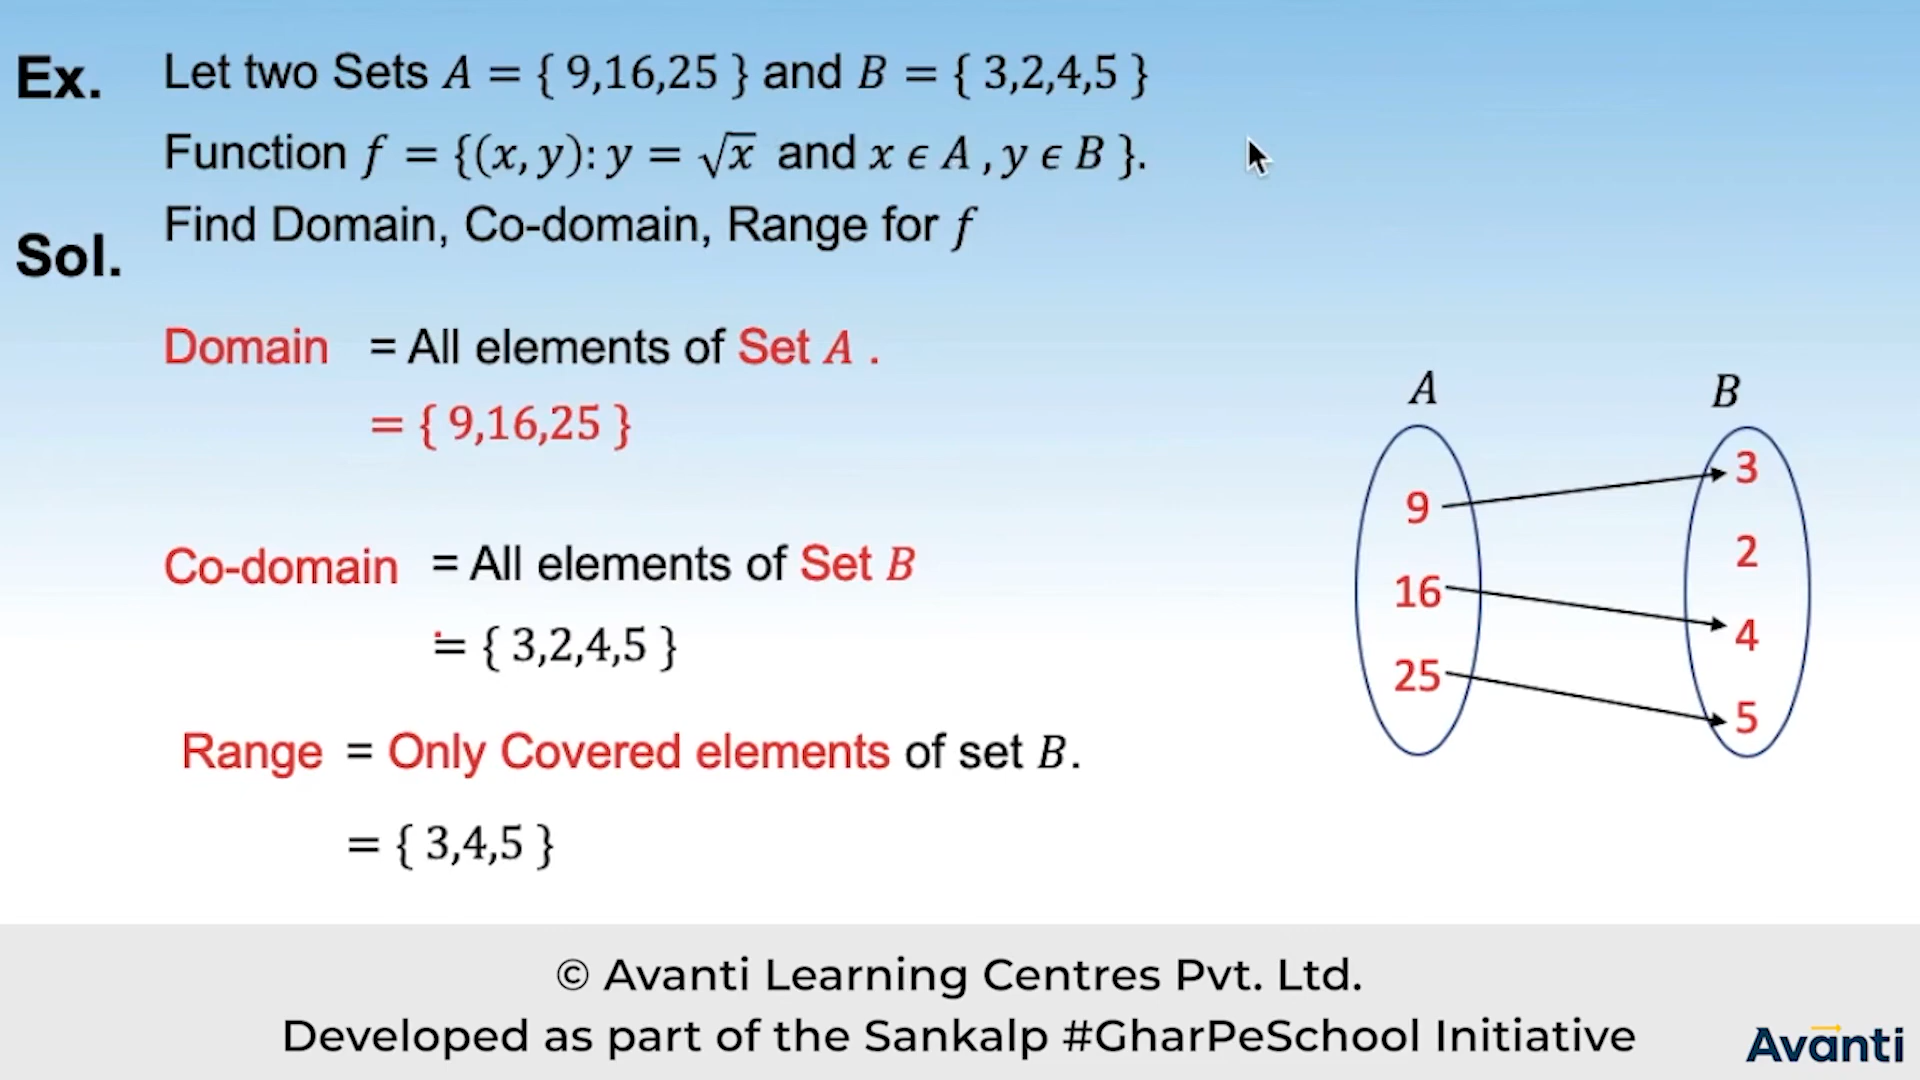 Ex. Let two Sets A = { 9,16,25 } and B = { 3,2,4,5 }
Function f = {(x, y): y = √x and x ϵ A , y ϵ B }.
Find Domain, Co-domain, Range for f
Sol.
Domain = All elements of Set A .
= { 9,16,25 }
Co-domain = All elements of Set B
= { 3,2,4,5 }
Range = Only Covered elements of set B.
= { 3,4,5 }
A B
9
16
25
3
2
4
5
© Avanti Learning Centres Pvt. Ltd.
Developed as part of the Sankalp #GharPeSchool Initiative
Avanti